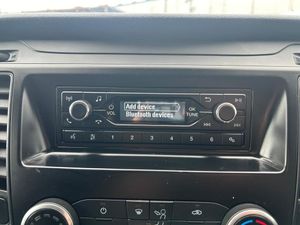 Add device
Bluetooth devices
VOL
OK
TUNE
1 2 3 4 5 6